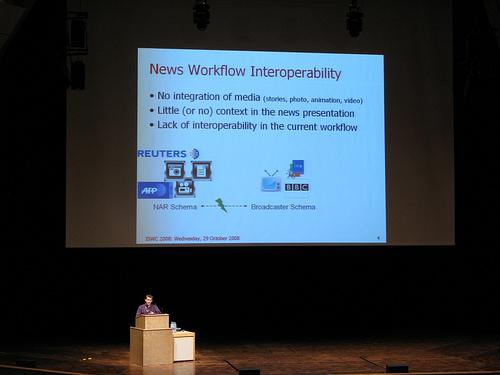 News Workflow Interoperability
• No integration of media (stories, photo, animation, video)
• Little (or no) context in the news presentation
• Lack of interoperability in the current workflow
REUTERS
AFP
BBC
NAR Schema
Broadcaster Schema
ISWC 2008: Wednesday, 29 October 2008